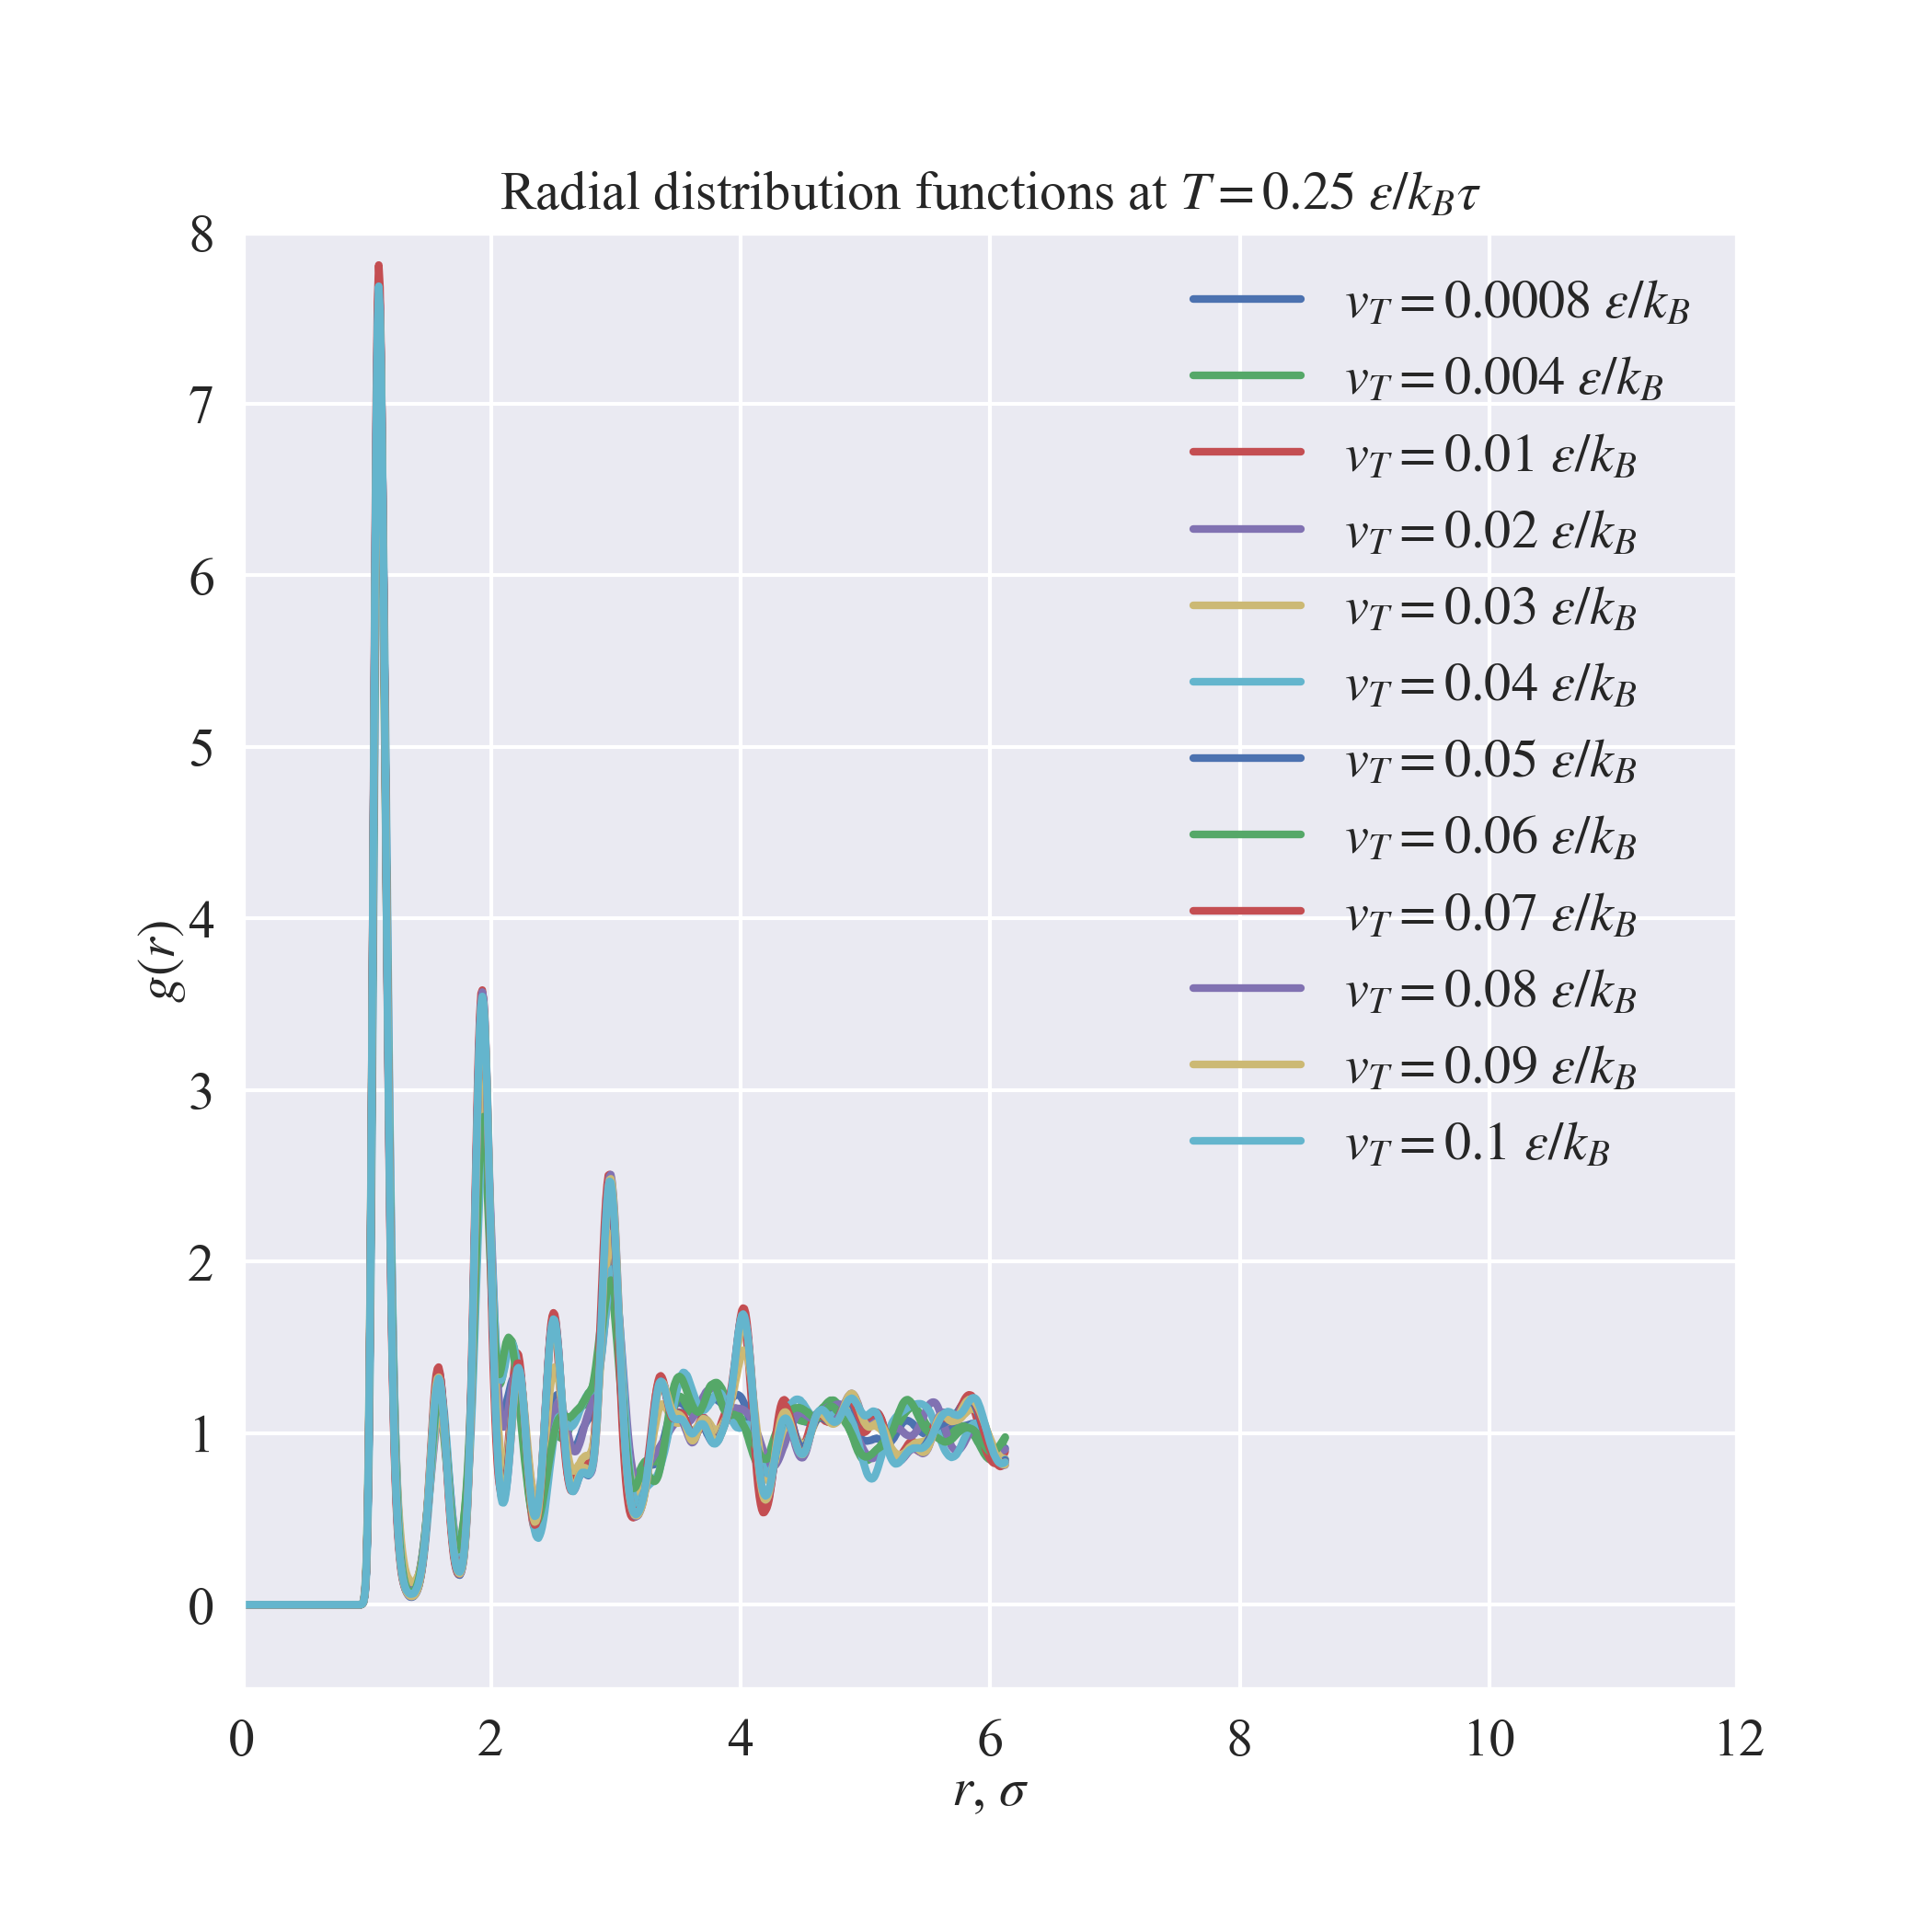 Radial distribution functions at T = 0.25 ε/k_Bτ
8
7
6
5
4
3
2
1
0
g(r)
v_T = 0.0008 ε/k_B
v_T = 0.004 ε/k_B
v_T = 0.01 ε/k_B
v_T = 0.02 ε/k_B
v_T = 0.03 ε/k_B
v_T = 0.04 ε/k_B
v_T = 0.05 ε/k_B
v_T = 0.06 ε/k_B
v_T = 0.07 ε/k_B
v_T = 0.08 ε/k_B
v_T = 0.09 ε/k_B
v_T = 0.1 ε/k_B
0 2 4 6 8 10 12
r, σ